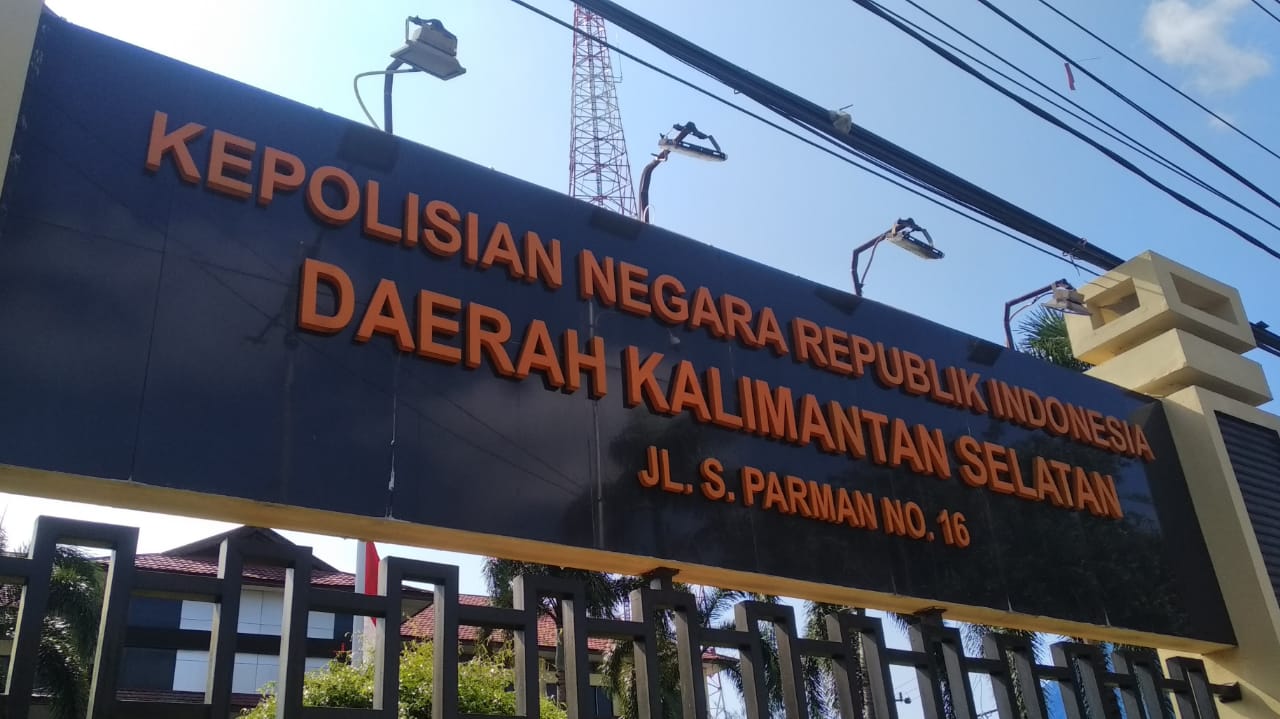 KEPOLISIAN NEGARA REPUBLIK INDONESIA
DAERAH KALIMANTAN SELATAN
JL. S. PARMAN NO. 16